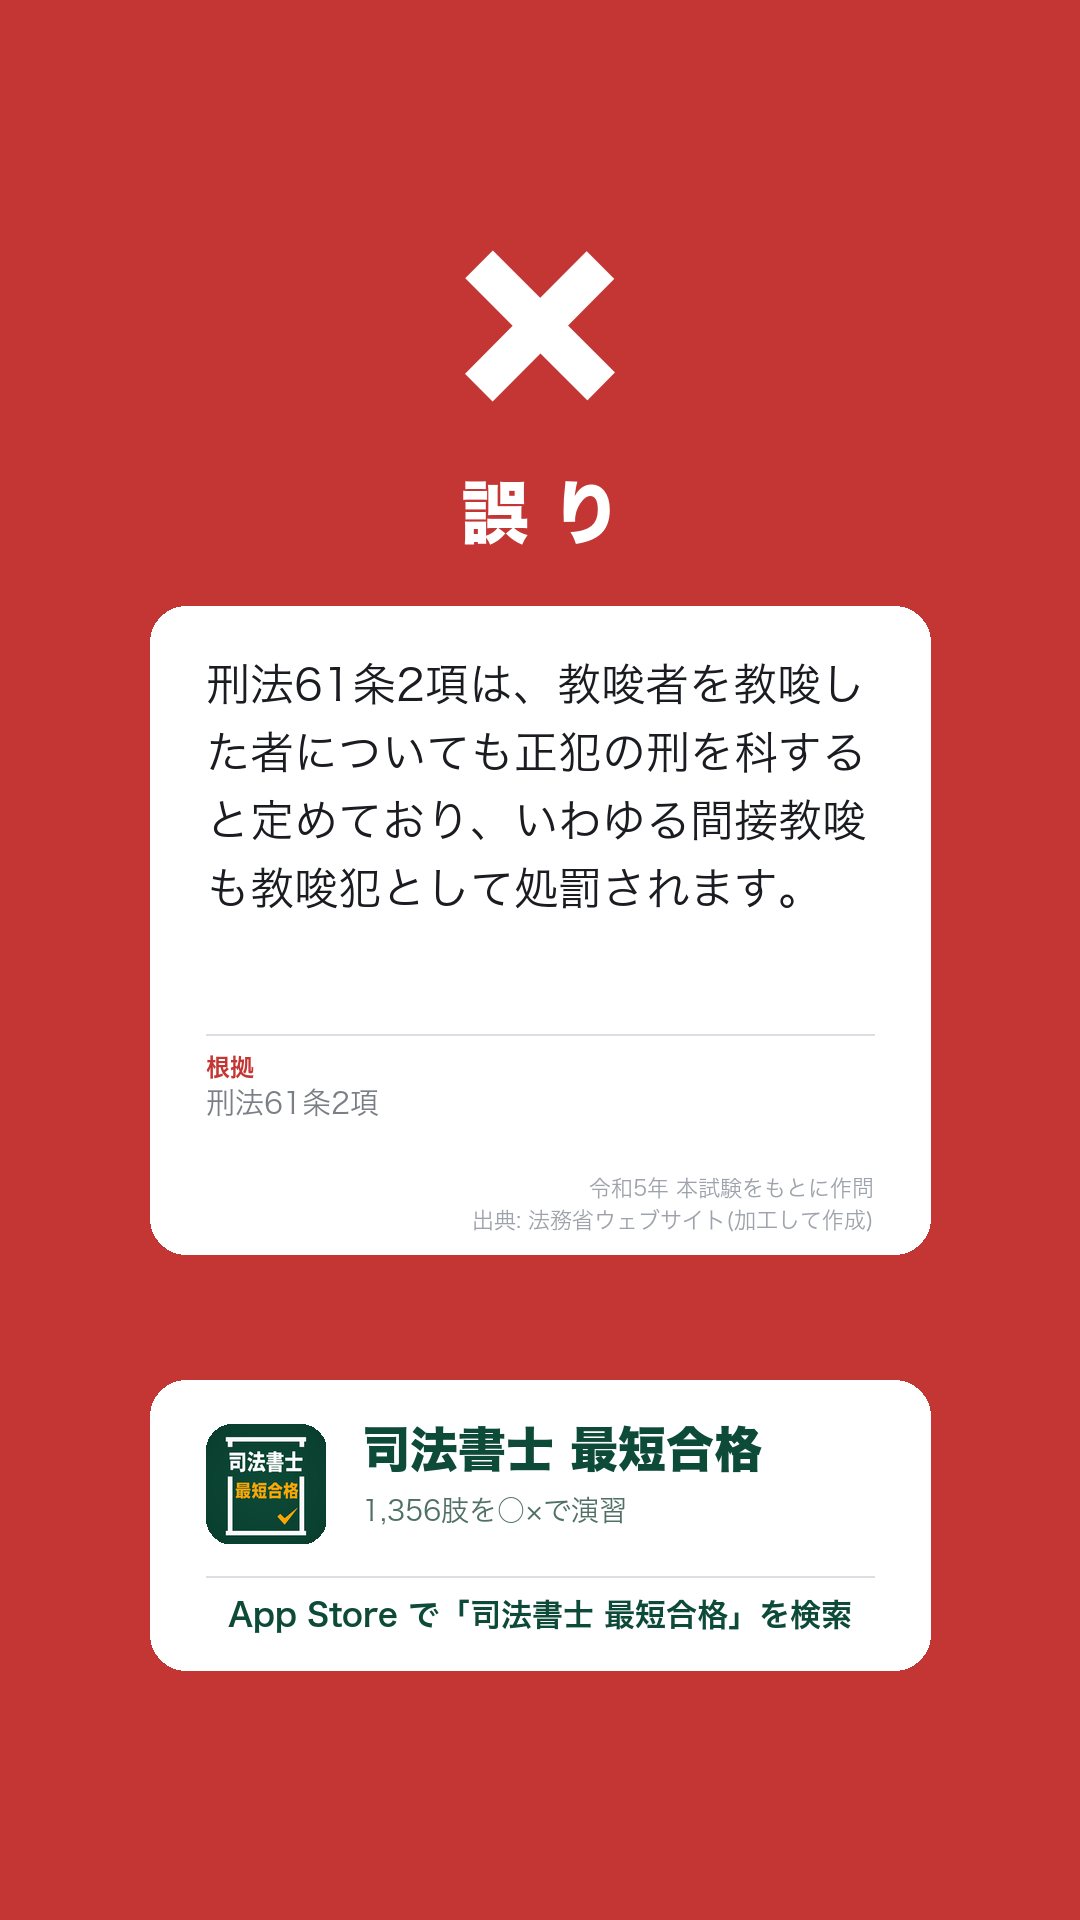 ×
誤り
刑法61条2項は、教唆者を教唆し
た者についても正犯の刑を科する
と定めており、いわゆる間接教唆
も教唆犯として処罰されます。
根拠
刑法61条2項
令和5年 本試験をもとに作問
出典: 法務省ウェブサイト(加工して作成)
司法書士
最短合格
司法書士 最短合格
1,356肢を○×で演習
App Store で「司法書士 最短合格」を検索